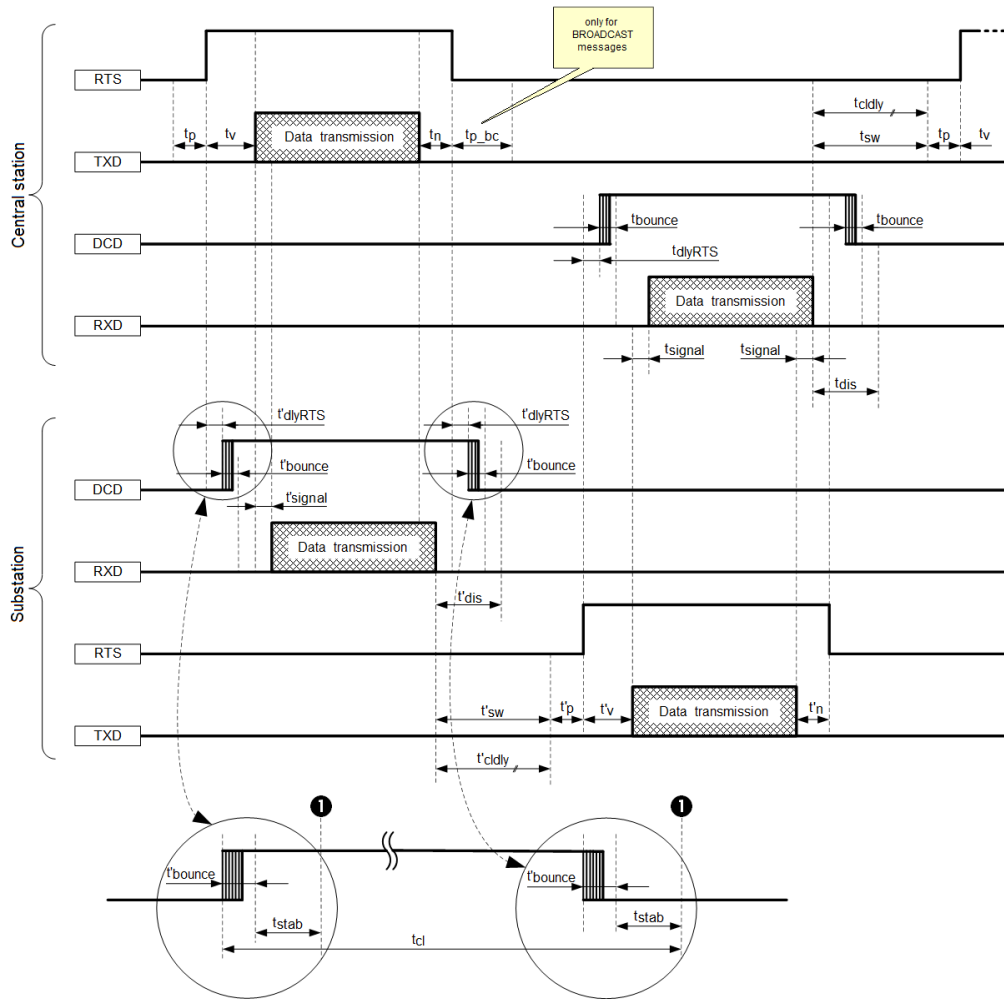 only for
BROADCAST
messages
RTS
tcldly
tp
tv
Data transmission
tn
tp_bc
tsw
tp
tv
TXD
Central station
tbounce
tbounce
DCD
tdlyRTS
Data transmission
RXD
tsignal
tsignal
tdis
t'dlyRTS
t'dlyRTS
t'bounce
t'bounce
DCD
t'signal
Data transmission
RXD
Substation
t'dis
RTS
t'sw
t'p
t'v
Data transmission
t'n
TXD
t'cldly
1
1
t'bounce
t'bounce
tstab
tstab
tcl